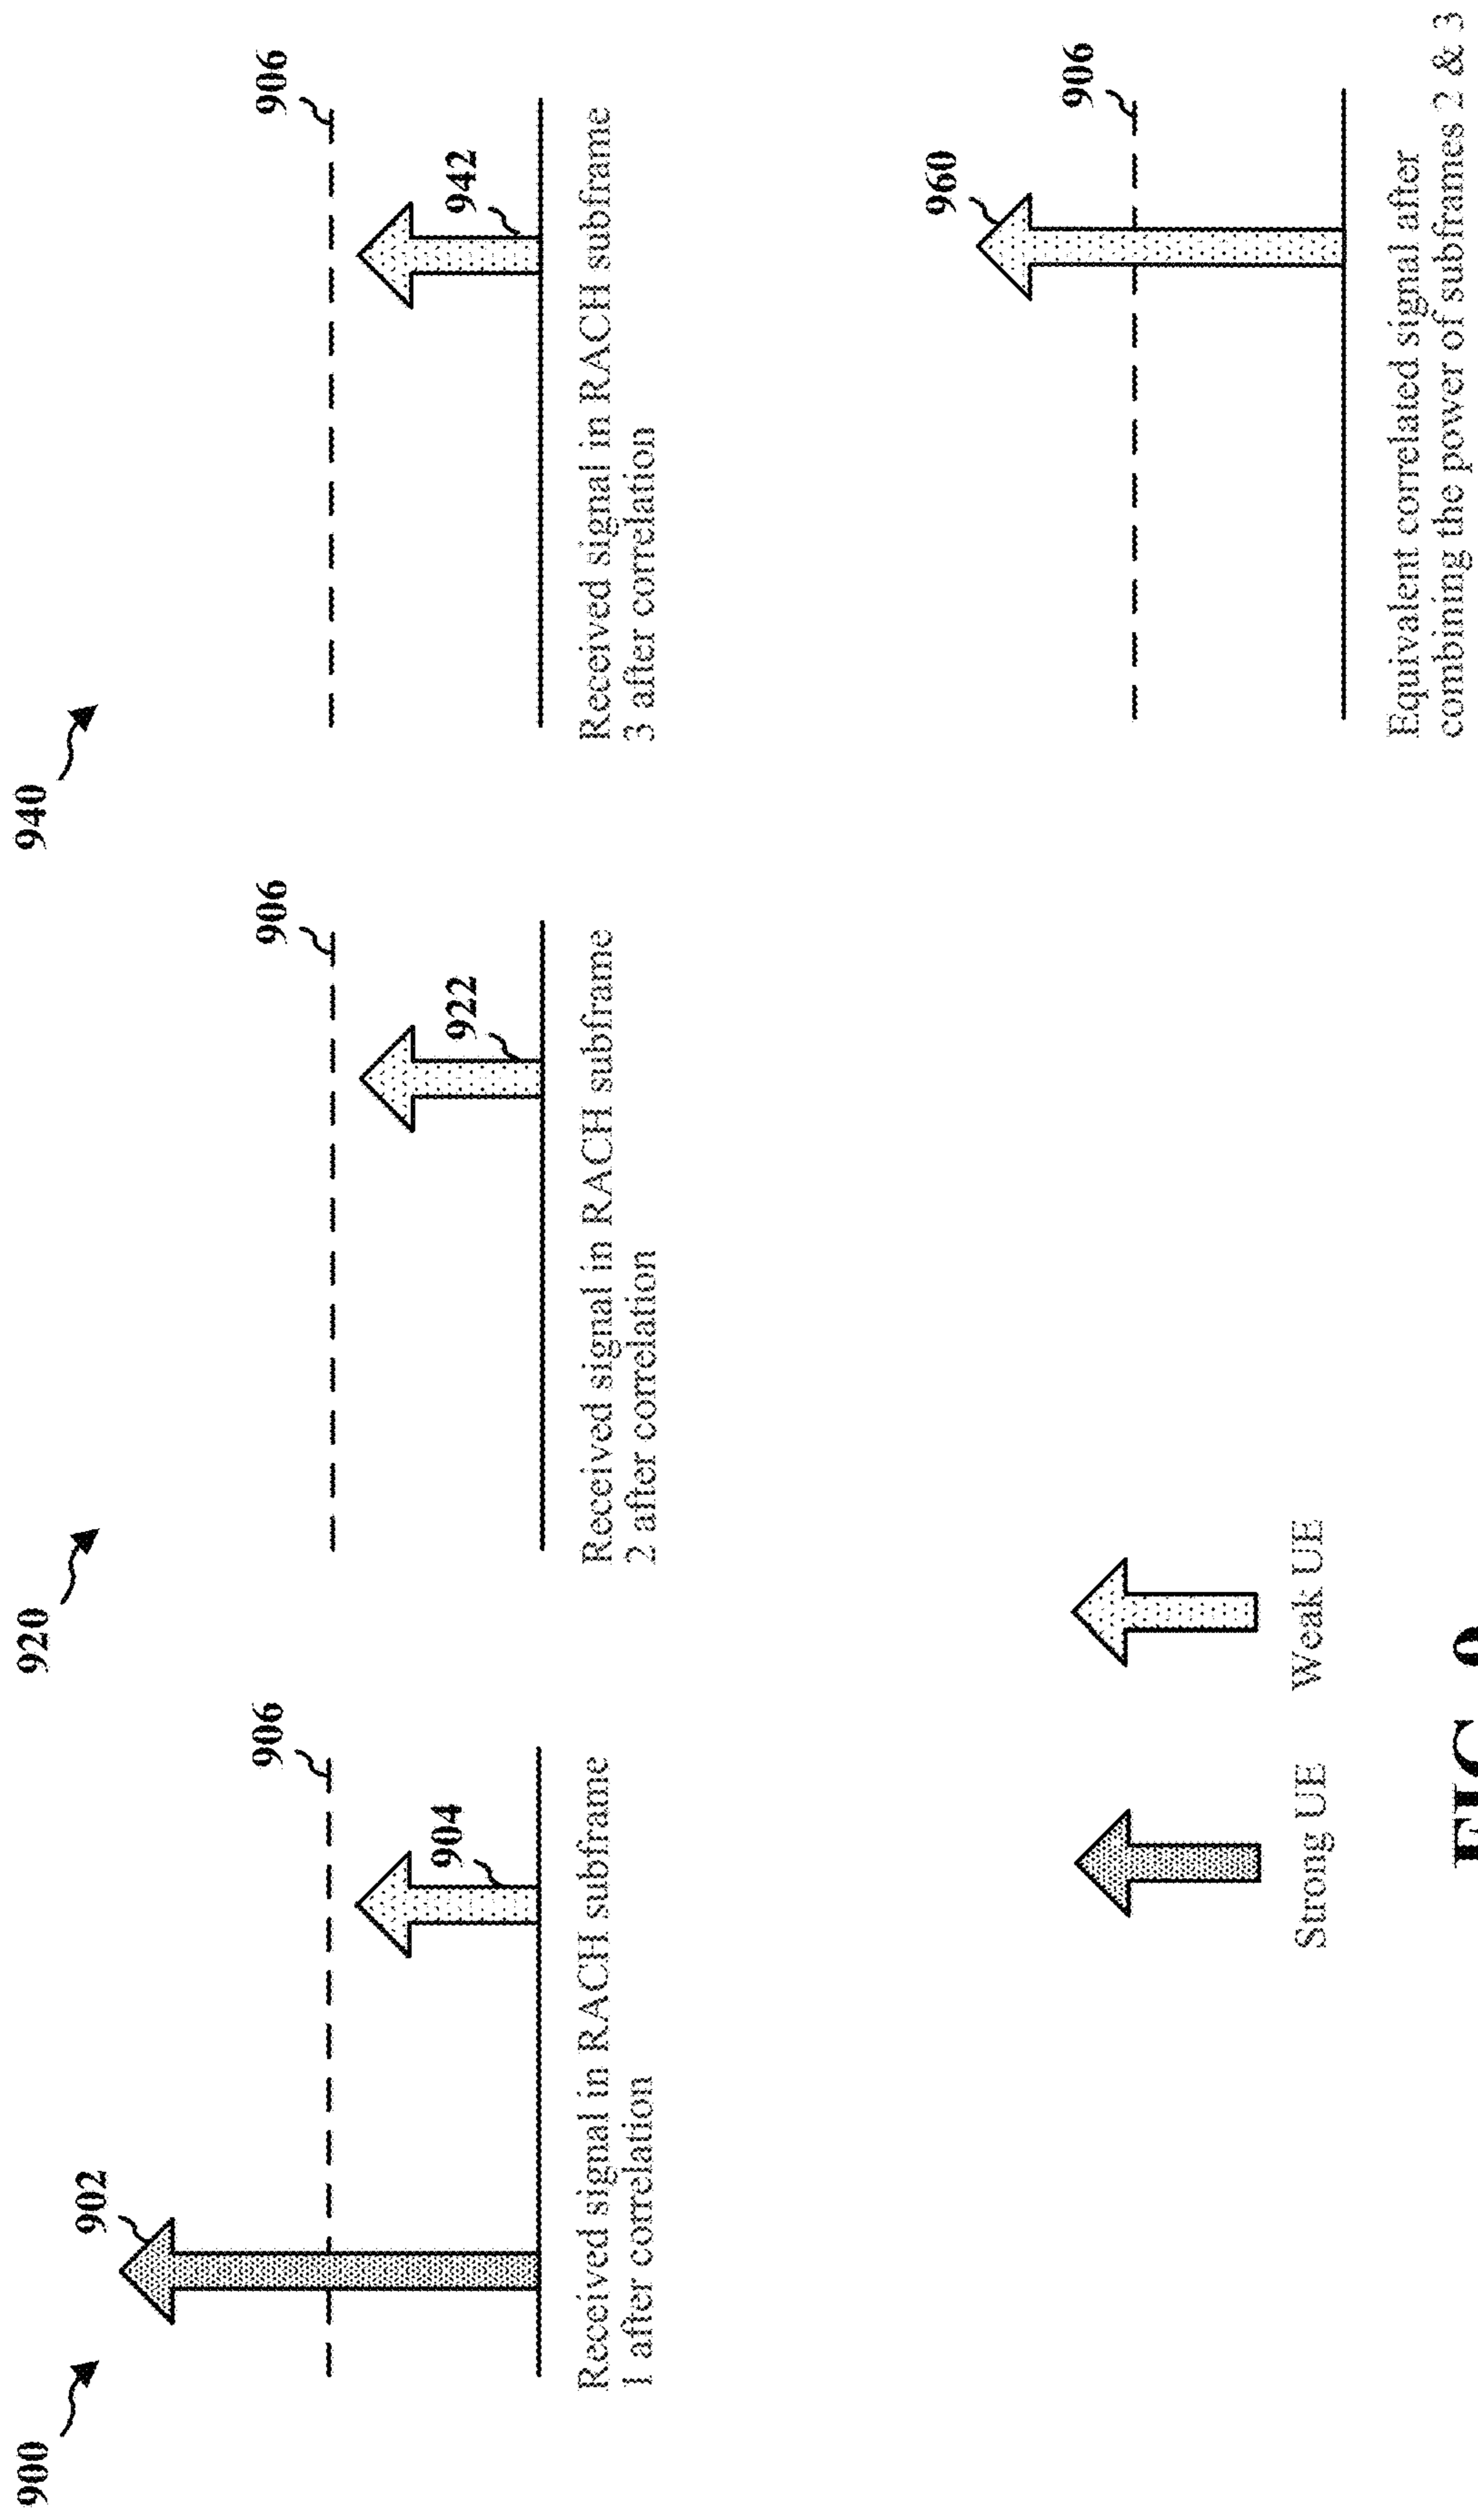 900
902
906
904
Received signal in RACH subframe
1 after correlation
920
906
922
Received signal in RACH subframe
2 after correlation
940
906
942
Received signal in RACH subframe
3 after correlation
960
906
Equivalent correlated signal after
combining the power of subframes 2 & 3
Strong UE
Weak UE